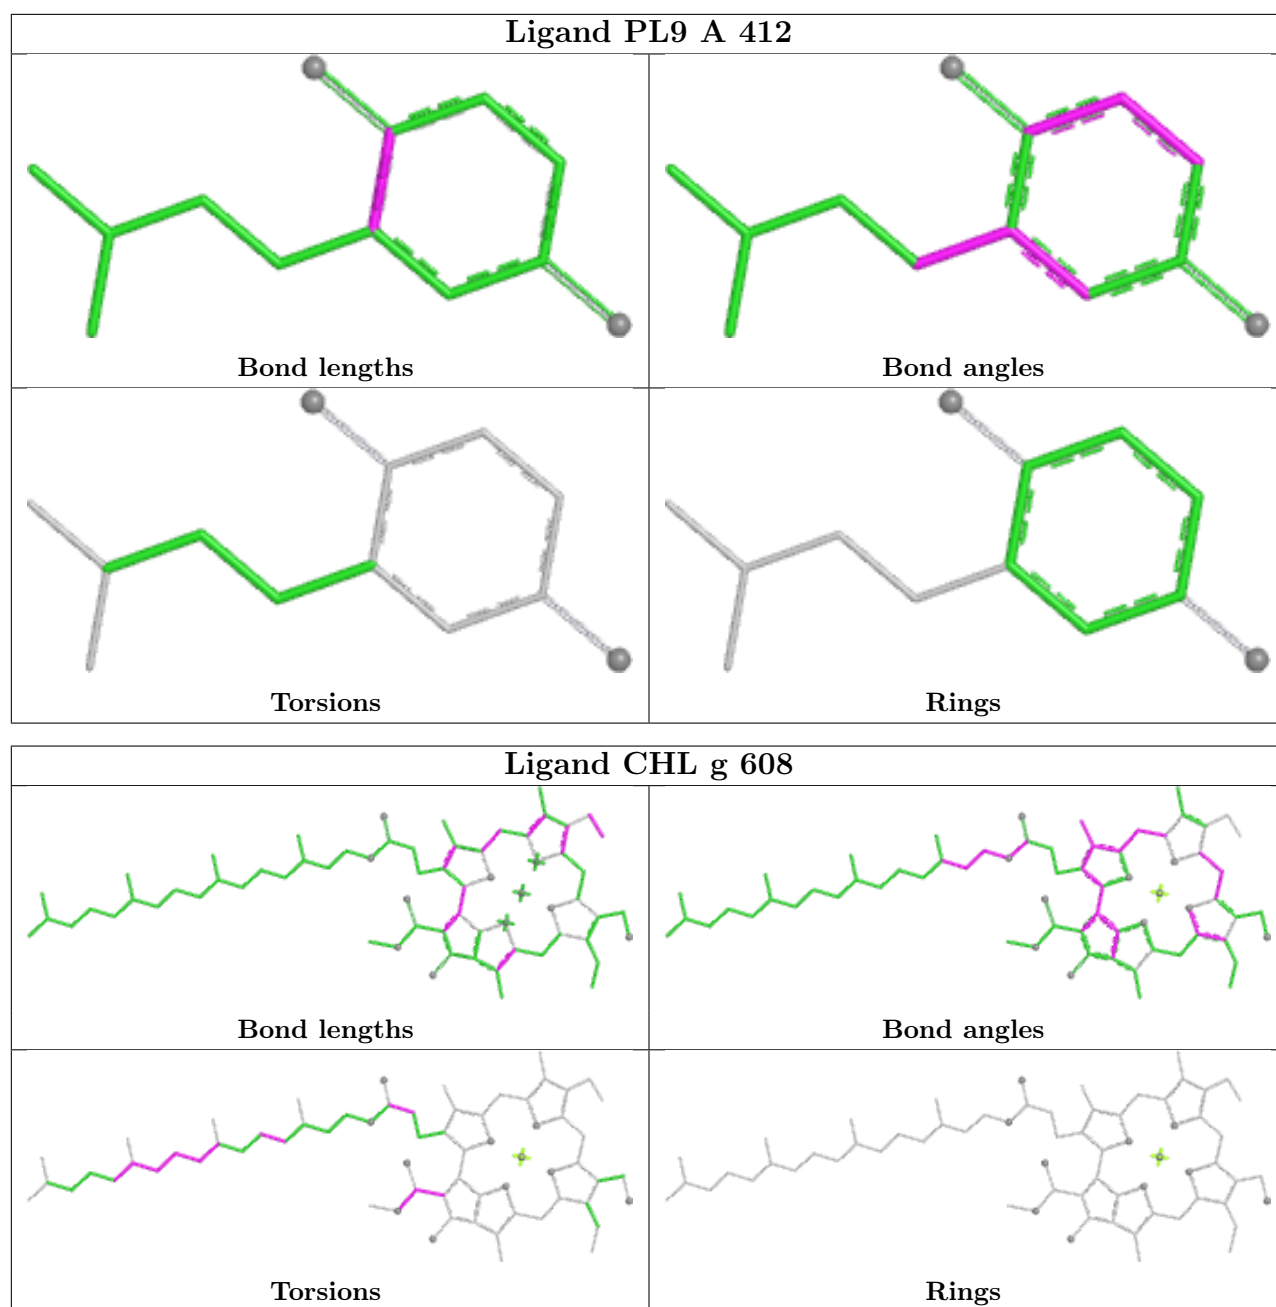 Ligand PL9 A 412
Bond lengths
Bond angles
Torsions
Rings
Ligand CHL g 608
Bond lengths
Bond angles
Torsions
Rings